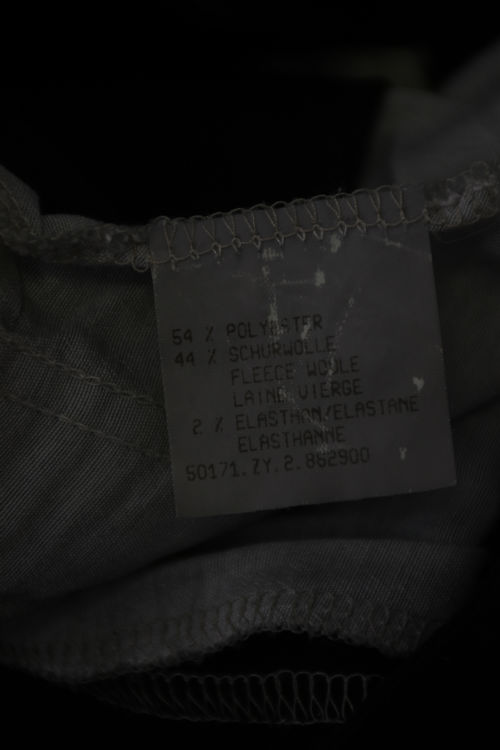 54 % POLYESTER
44 % SCHURWOLLE
FLEECE WOOLE
LAINE VIERGE
2 % ELASTHAN/ELASTANE
ELASTHANNE
50171.ZY.2.862900